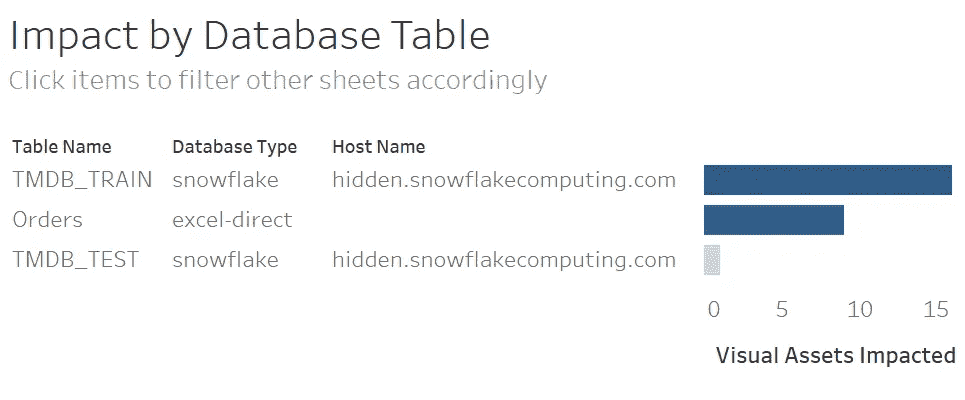 Impact by Database Table
Click items to filter other sheets accordingly
Table Name Database Type Host Name
TMDB_TRAIN snowflake hidden.snowflakecomputing.com
Orders excel-direct
TMDB_TEST snowflake hidden.snowflakecomputing.com
0 5 10 15
Visual Assets Impacted